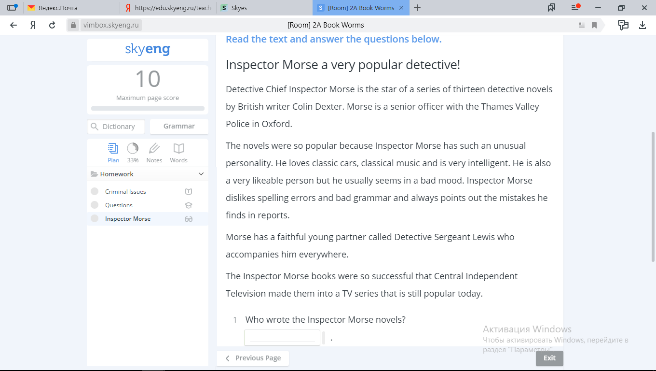 Яндекс.Почта
https://edu.skyeng.ru/teach
Skyes
[Room] 2A Book Worms
vimbox.skyeng.ru
[Room] 2A Book Worms
skyeng
10
Maximum page score
Dictionary
Grammar
Plan
33%
Notes
Words
Homework
Criminal Issues
Questions
Inspector Morse
Read the text and answer the questions below.
Inspector Morse a very popular detective!
Detective Chief Inspector Morse is the star of a series of thirteen detective novels
by British writer Colin Dexter. Morse is a senior officer with the Thames Valley
Police in Oxford.
The novels were so popular because Inspector Morse has such an unusual
personality. He loves classic cars, classical music and is very intelligent. He is also
a very likeable person but he usually seems in a bad mood. Inspector Morse
dislikes spelling errors and bad grammar and always points out the mistakes he
finds in reports.
Morse has a faithful young partner called Detective Sergeant Lewis who
accompanies him everywhere.
The Inspector Morse books were so successful that Central Independent
Television made them into a TV series that is still popular today.
1 Who wrote the Inspector Morse novels?
.
Previous Page
Exit
Активация Windows
Чтобы активировать Windows, перейдите в
раздел "Параметры".